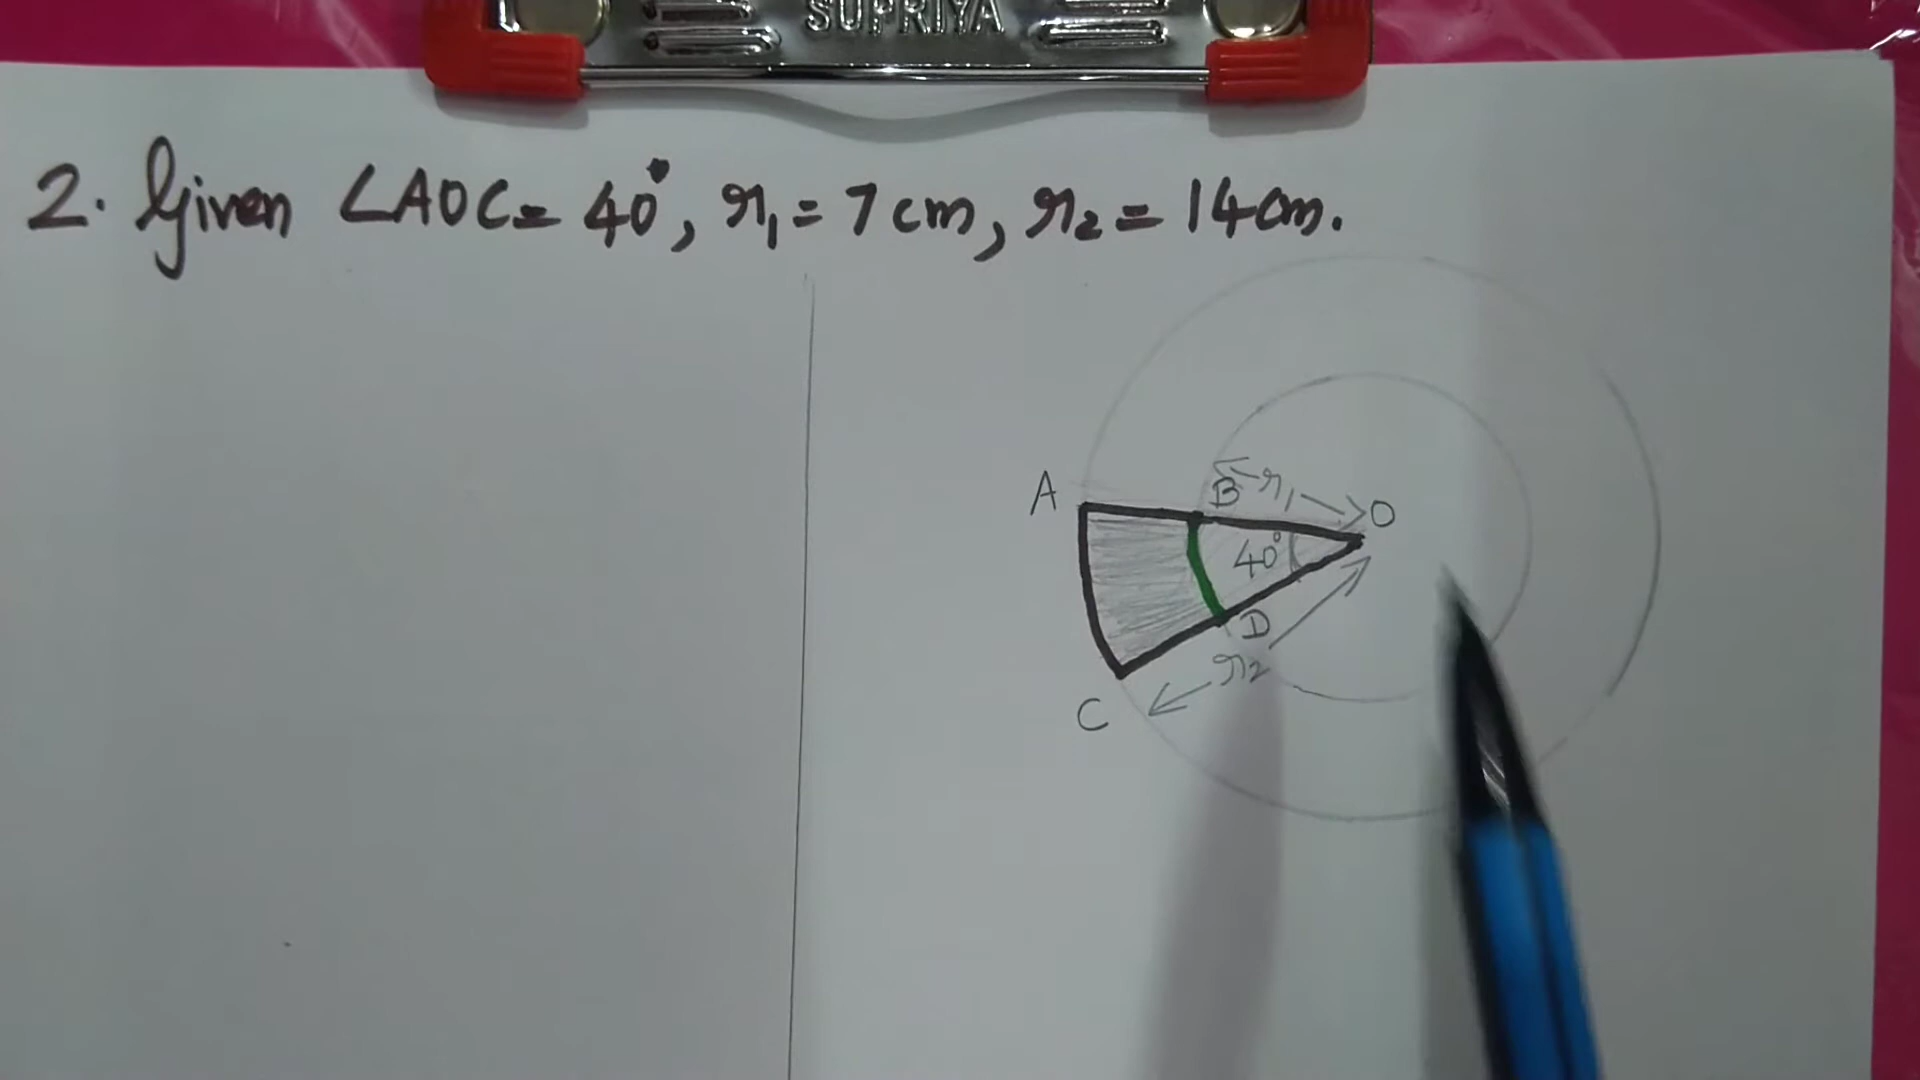 SUPRIYA
2. Given ∠AOC = 40°, r₁ = 7 cm, r₂ = 14 cm.
A
B
r₁
O
40°
D
r₂
C